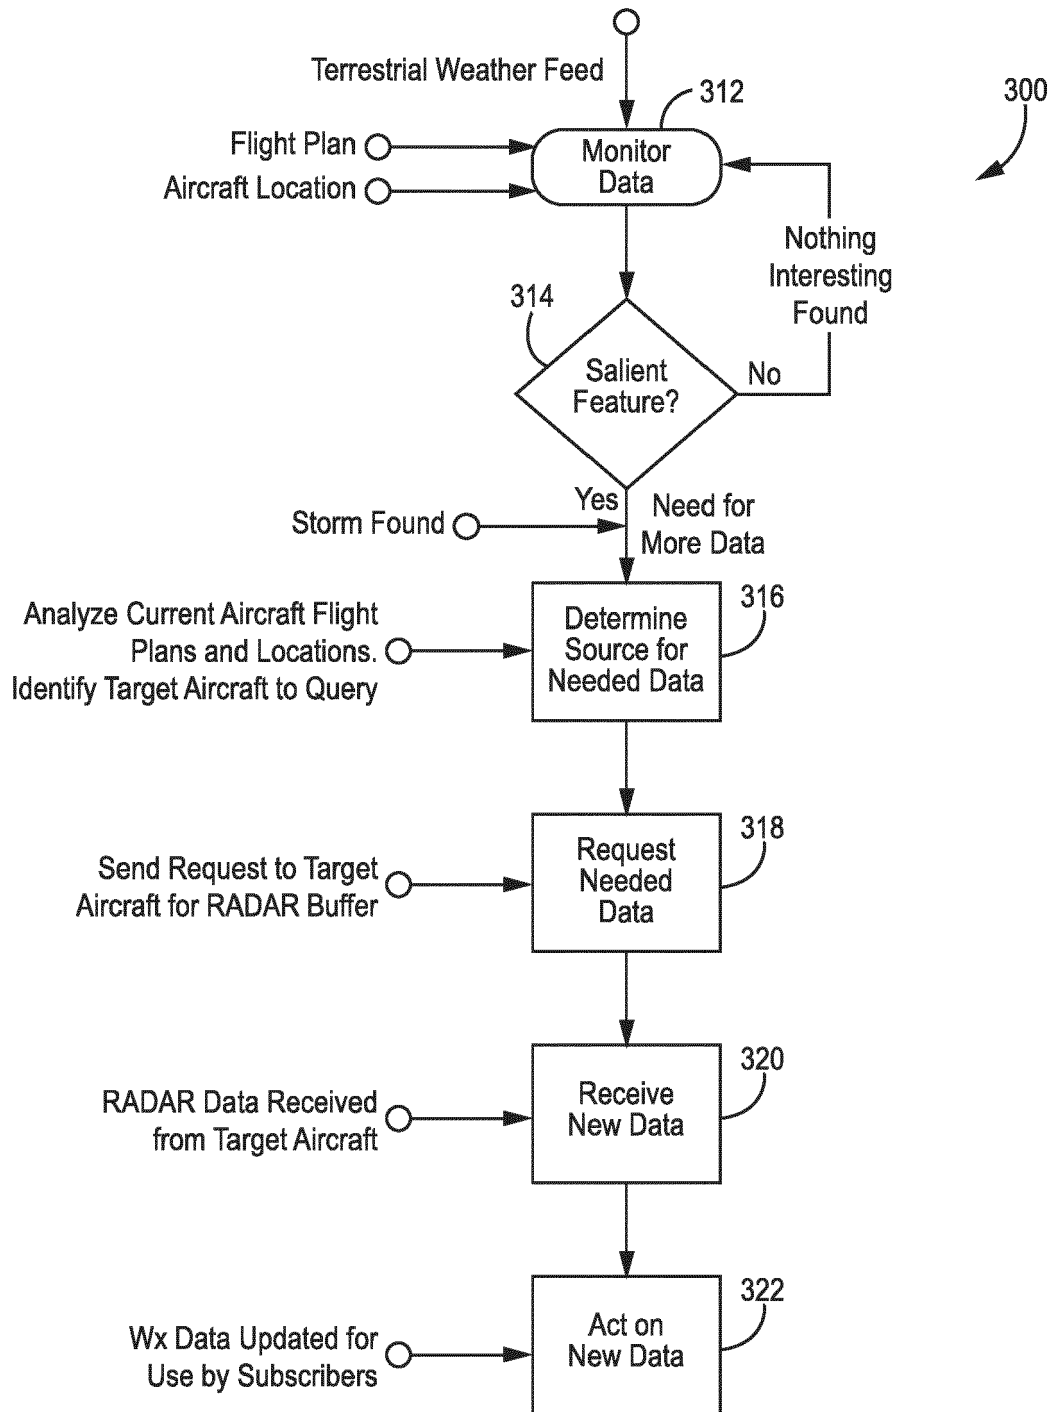 Terrestrial Weather Feed
312
300
Flight Plan
Aircraft Location
Monitor
Data
Nothing
Interesting
Found
314
Salient
Feature?
No
Yes
Need for
More Data
Storm Found
316
Analyze Current Aircraft Flight
Plans and Locations.
Identify Target Aircraft to Query
Determine
Source for
Needed Data
318
Send Request to Target
Aircraft for RADAR Buffer
Request
Needed
Data
320
RADAR Data Received
from Target Aircraft
Receive
New Data
322
Wx Data Updated for
Use by Subscribers
Act on
New Data